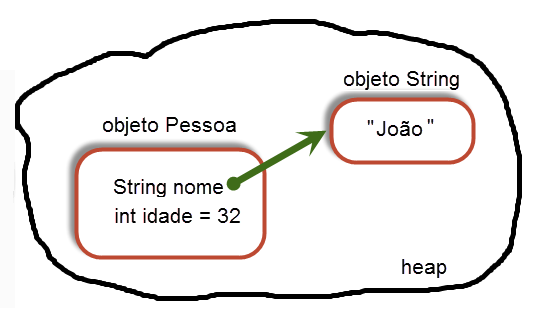 objeto String
"João"
objeto Pessoa
String nome
int idade = 32
heap